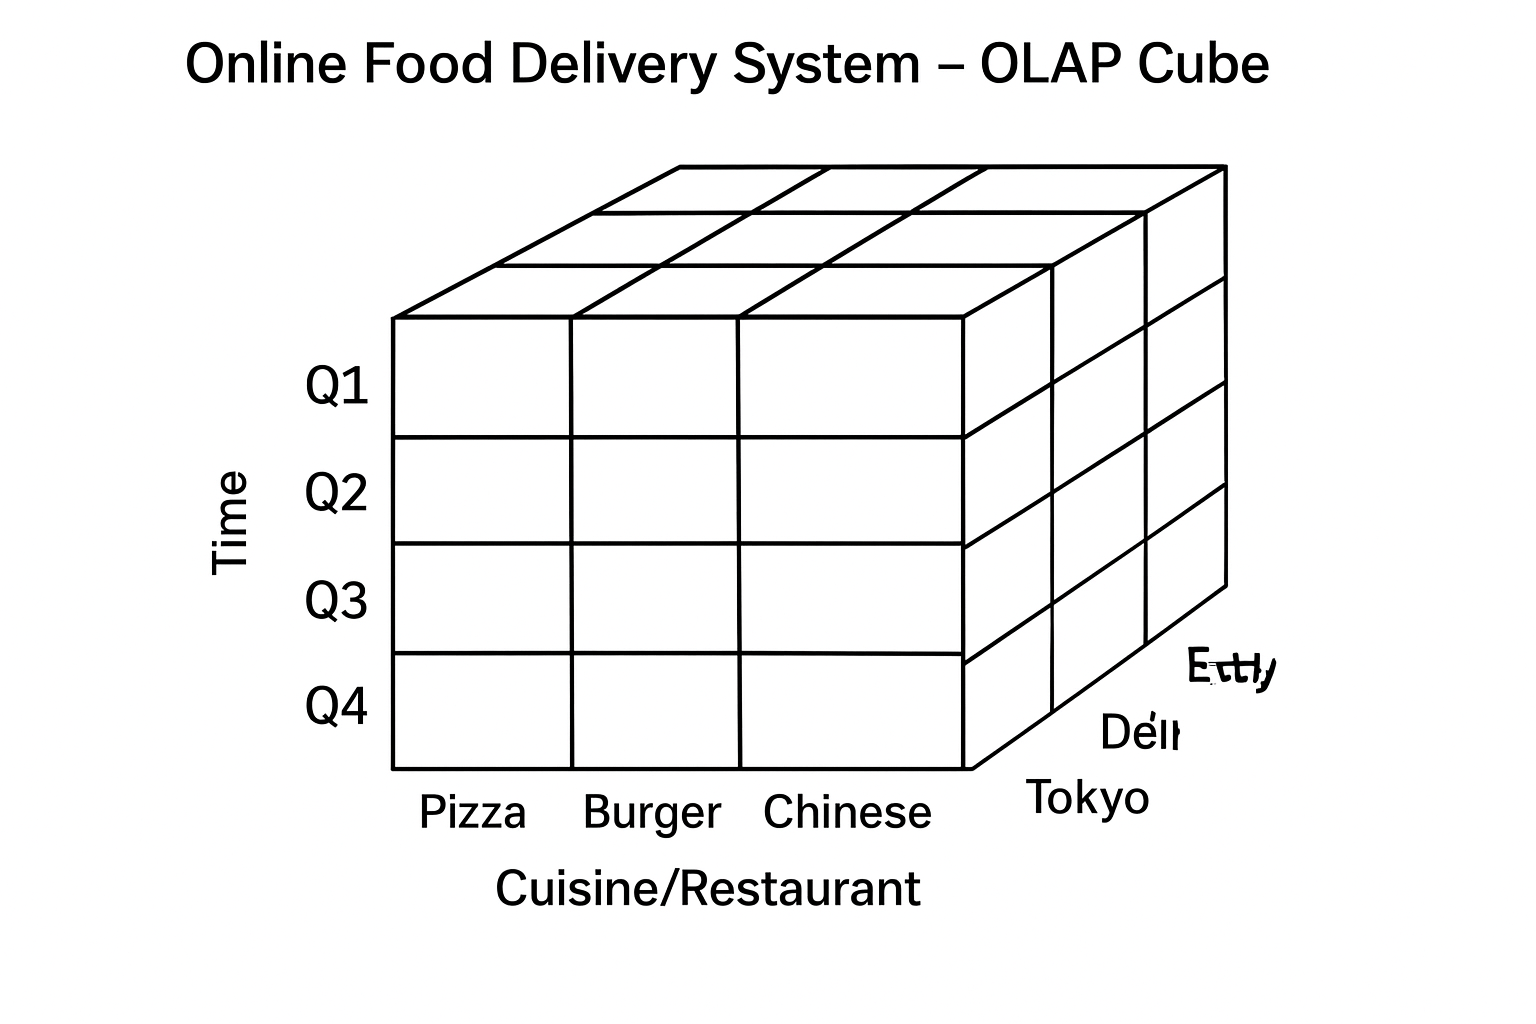 Online Food Delivery System – OLAP Cube
Q1
Q2
Time
Q3
Q4
Tokyo
Pizza Burger Chinese
Cuisine/Restaurant